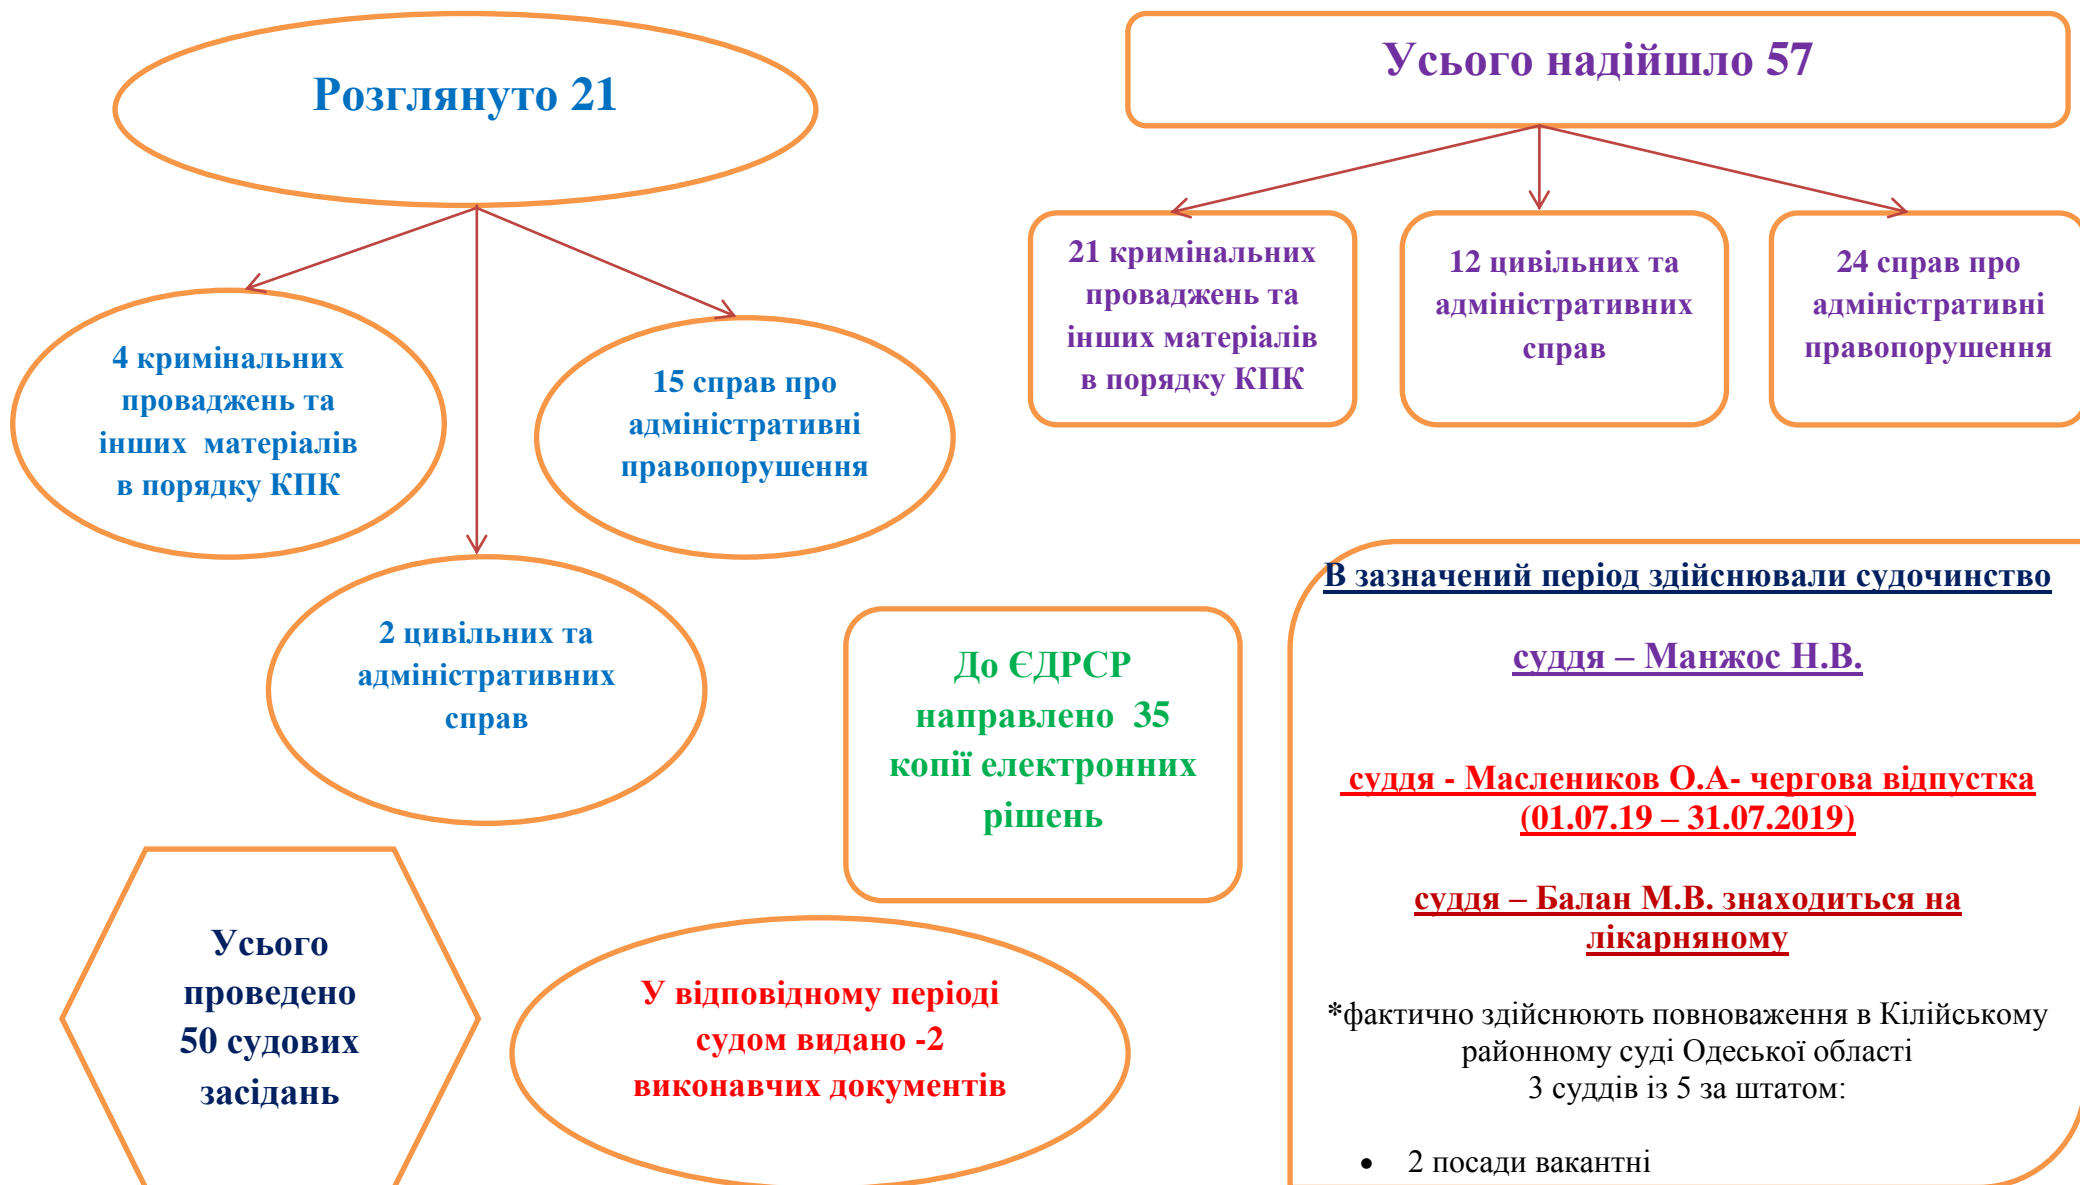 Розглянуто 21
Усього надійшло 57
4 кримінальних
проваджень та
інших матеріалів
в порядку КПК
15 справ про
адміністративні
правопорушення
2 цивільних та
адміністративних
справ
21 кримінальних
проваджень та
інших матеріалів
в порядку КПК
12 цивільних та
адміністративних
справ
24 справ про
адміністративні
правопорушення
До ЄДРСР
направлено 35
копії електронних
рішень
Усього
проведено
50 судових
засідань
У відповідному періоді
судом видано -2
виконавчих документів
В зазначений період здійснювали судочинство
суддя – Манжос Н.В.
суддя - Маслеников О.А- чергова відпустка
(01.07.19 – 31.07.2019)
суддя – Балан М.В. знаходиться на
лікарняному
*фактично здійснюють повноваження в Кілійському
районному суді Одеської області
3 суддів із 5 за штатом:
• 2 посади вакантні